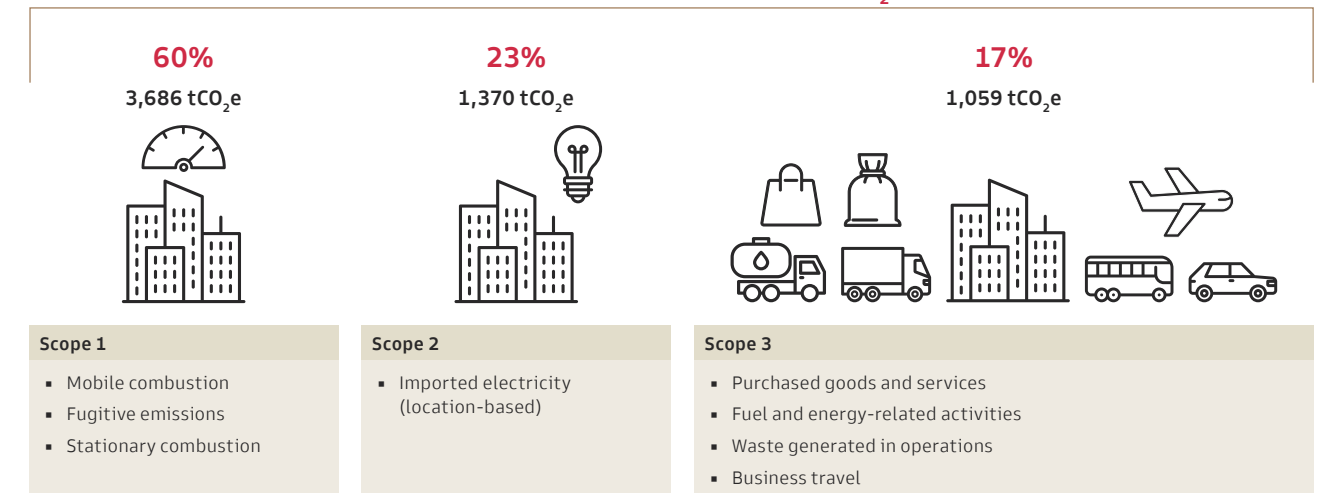 2
60%
23%
17%
3,686 tCO₂e
1,370 tCO₂e
1,059 tCO₂e
Scope 1
▪ Mobile combustion
▪ Fugitive emissions
▪ Stationary combustion
Scope 2
▪ Imported electricity
(location-based)
Scope 3
▪ Purchased goods and services
▪ Fuel and energy-related activities
▪ Waste generated in operations
▪ Business travel